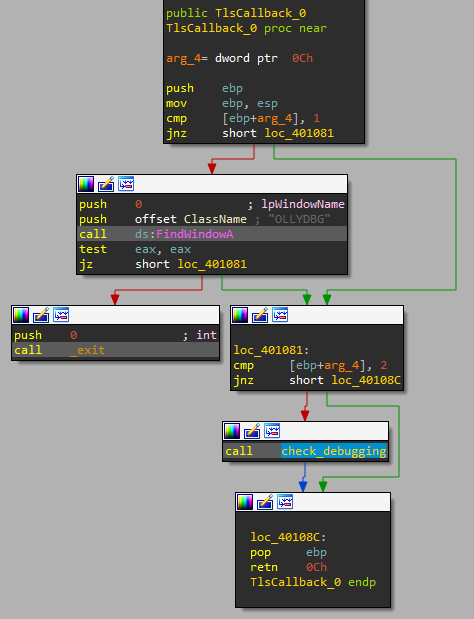 public TlsCallback_0
TlsCallback_0 proc near
arg_4= dword ptr 0Ch
push ebp
mov ebp, esp
cmp [ebp+arg_4], 1
jnz short loc_401081
push 0 ; lpWindowName
push offset ClassName ; "OLLYDBG"
call ds:FindWindowA
test eax, eax
jz short loc_401081
push 0 ; int
call _exit
loc_401081:
cmp [ebp+arg_4], 2
jnz short loc_40108C
call check_debugging
loc_40108C:
pop ebp
retn 0Ch
TlsCallback_0 endp